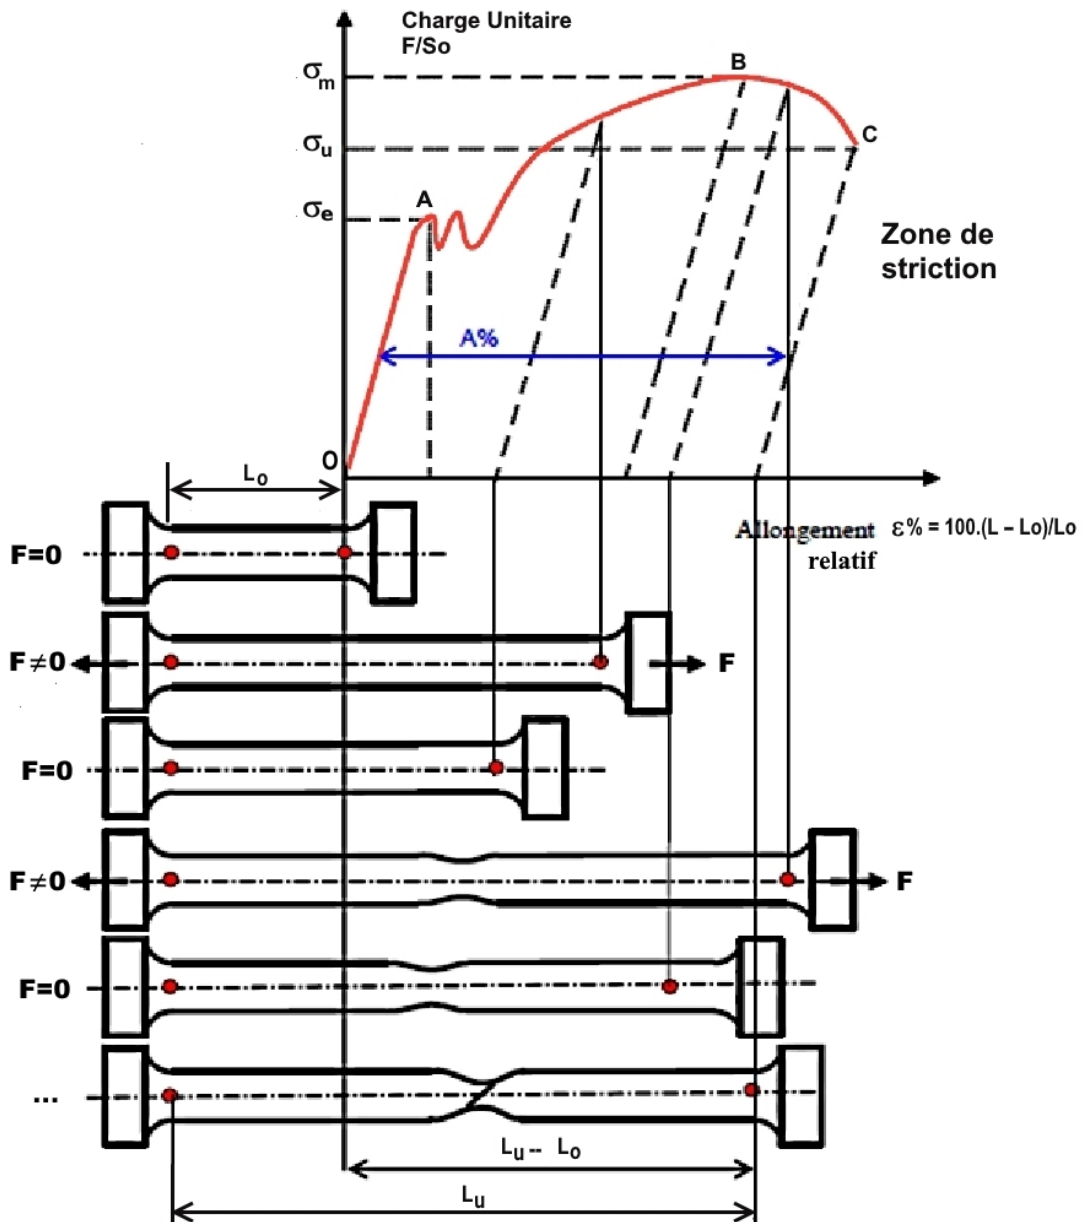 Charge Unitaire
F/So
σm
B
σu
C
σe
A
Zone de
striction
A%
O
Lo
Allongement ε% = 100.(L – Lo)/Lo
relatif
F=0
F≠0 F
F=0
F≠0 F
F=0
...
Lu -- Lo
Lu